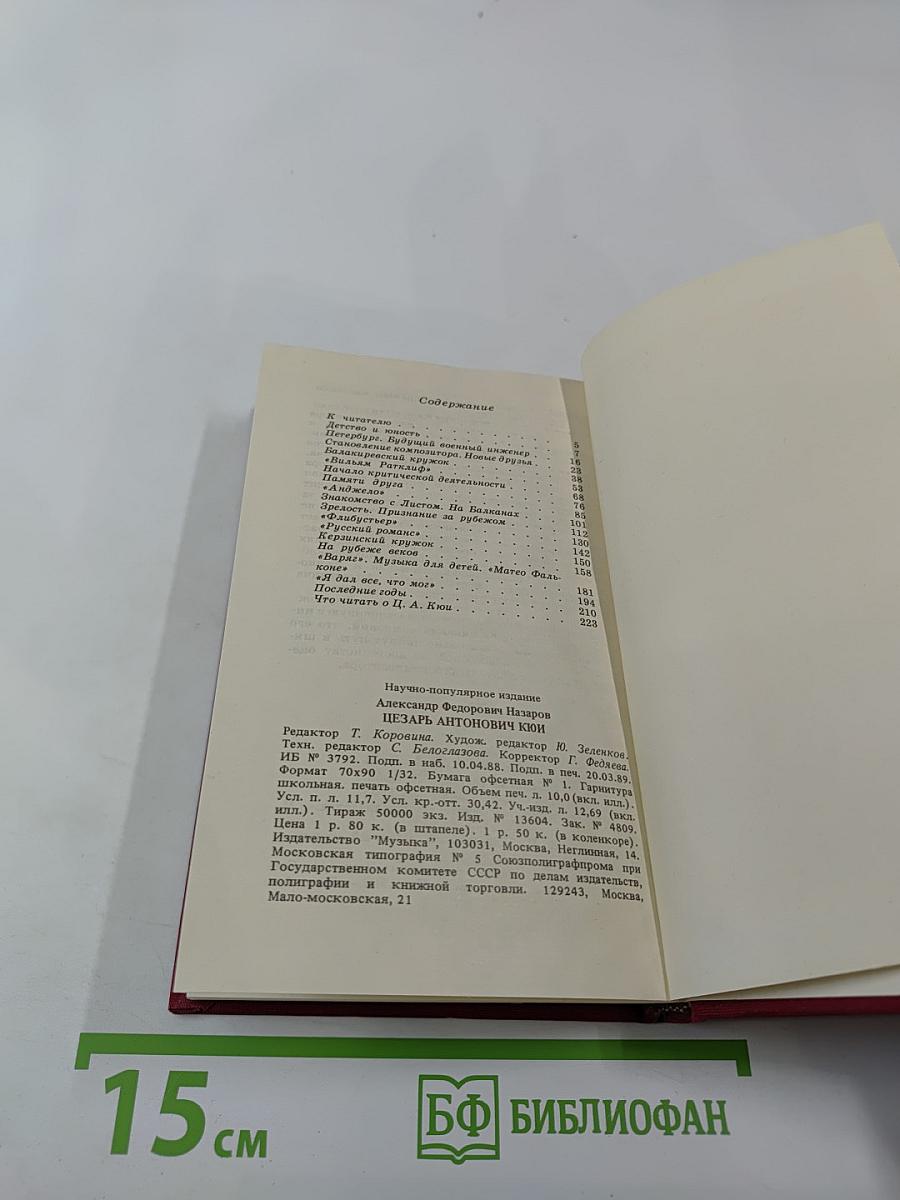 Содержание
К читателю . . . . . . . . . . . 5
Детство и юность . . . . . . . . . . 7
Петербург. Будущий военный инженер . . 16
Становление композитора. Новые друзья . 23
Балакиревский кружок . . . . . . . . 38
«Вильям Ратклиф» . . . . . . . . . 53
Начало критической деятельности . . . . 68
Памяти друга . . . . . . . . . . 76
«Анджело» . . . . . . . . . . . 85
Знакомство с Листом. На Балканах . . . 101
Зрелость. Признание за рубежом . . . . 112
«Флибустьер» . . . . . . . . . . 130
«Русский романс» . . . . . . . . . 142
Керзинский кружок . . . . . . . . 150
На рубеже веков . . . . . . . . . 158
«Варяг». Музыка для детей. «Матео Фаль-
коне» . . . . . . . . . . . . 181
«Я дал все, что мог» . . . . . . . . 194
Последние годы . . . . . . . . . . 210
Что читать о Ц. А. Кюи . . . . . . . 223
Научно-популярное издание
Александр Федорович Назаров
ЦЕЗАРЬ АНТОНОВИЧ КЮИ
Редактор Т. Коровина. Худож. редактор Ю. Зеленков.
Техн. редактор С. Белоглазова. Корректор Г. Федяева.
ИБ № 3792. Подп. в наб. 10.04.88. Подп. в печ. 20.03.89.
Формат 70х90 1/32. Бумага офсетная № 1. Гарнитура
школьная. печать офсетная. Объем печ. л. 10,0 (вкл. илл.).
Усл. п. л. 11,7. Усл. кр.-отт. 30,42. Уч.-изд. л. 12,69 (вкл.
илл.). Тираж 50000 экз. Изд. № 13604. Зак. № 4809.
Цена 1 р. 80 к. (в штапеле). 1 р. 50 к. (в коленкоре).
Издательство "Музыка", 103031, Москва, Неглинная, 14.
Московская типография № 5 Союзполиграфпрома при
Государственном комитете СССР по делам издательств,
полиграфии и книжной торговли. 129243, Москва,
Мало-московская, 21
15 см
БФ БИБЛИОФАН